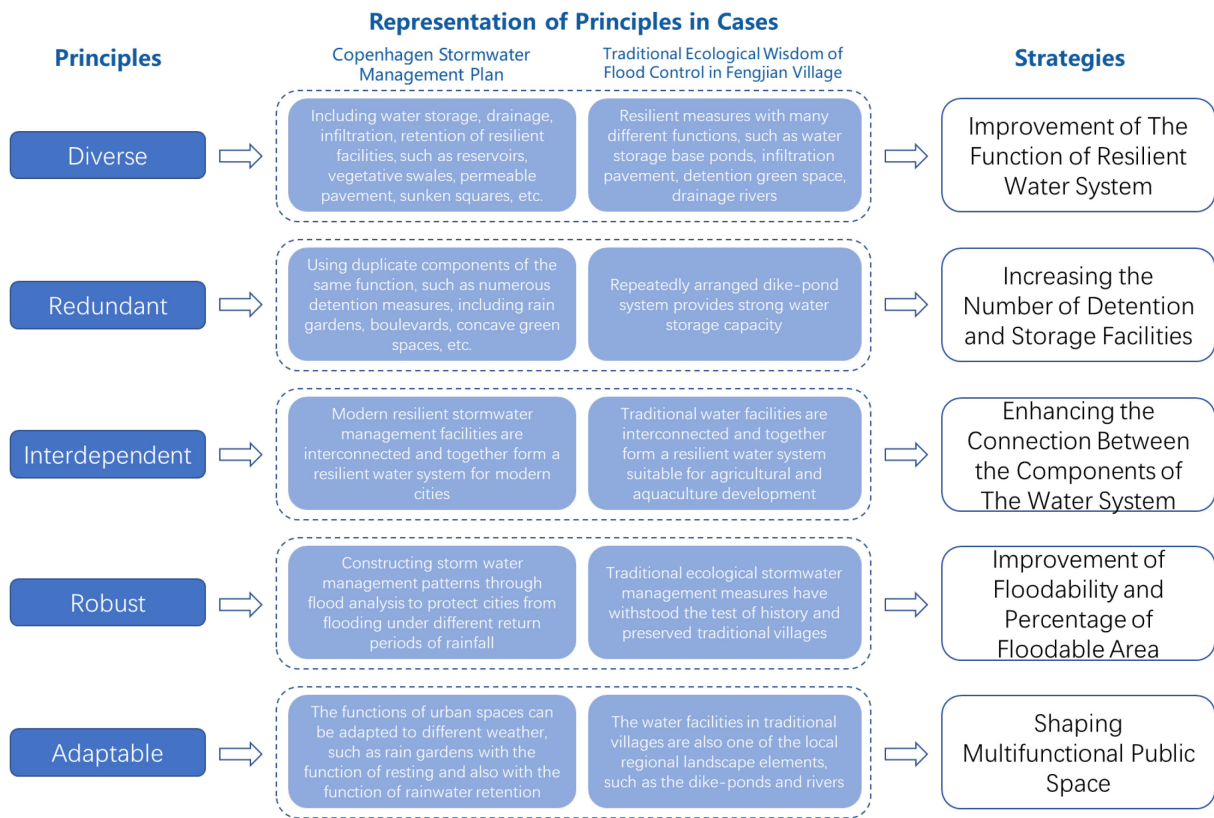 Representation of Principles in Cases
Principles
Copenhagen Stormwater
Management Plan
Traditional Ecological Wisdom of
Flood Control in Fengjian Village
Strategies
Diverse
Including water storage, drainage,
infiltration, retention of resilient
facilities, such as reservoirs,
vegetative swales, permeable
pavement, sunken squares, etc.
Resilient measures with many
different functions, such as water
storage base ponds, infiltration
pavement, detention green space,
drainage rivers
Improvement of The
Function of Resilient
Water System
Redundant
Using duplicate components of the
same function, such as numerous
detention measures, including rain
gardens, boulevards, concave green
spaces, etc.
Repeatedly arranged dike-pond
system provides strong water
storage capacity
Increasing the
Number of Detention
and Storage Facilities
Interdependent
Modern resilient stormwater
management facilities are
interconnected and together form a
resilient water system for modern
cities
Traditional water facilities are
interconnected and together
form a resilient water system
suitable for agricultural and
aquaculture development
Enhancing the
Connection Between
the Components of
The Water System
Robust
Constructing storm water
management patterns through
flood analysis to protect cities from
flooding under different return
periods of rainfall
Traditional ecological stormwater
management measures have
withstood the test of history and
preserved traditional villages
Improvement of
Floodability and
Percentage of
Floodable Area
Adaptable
The functions of urban spaces can
be adapted to different weather,
such as rain gardens with the
function of resting and also with the
function of rainwater retention
The water facilities in traditional
villages are also one of the local
regional landscape elements,
such as the dike-ponds and rivers
Shaping
Multifunctional Public
Space